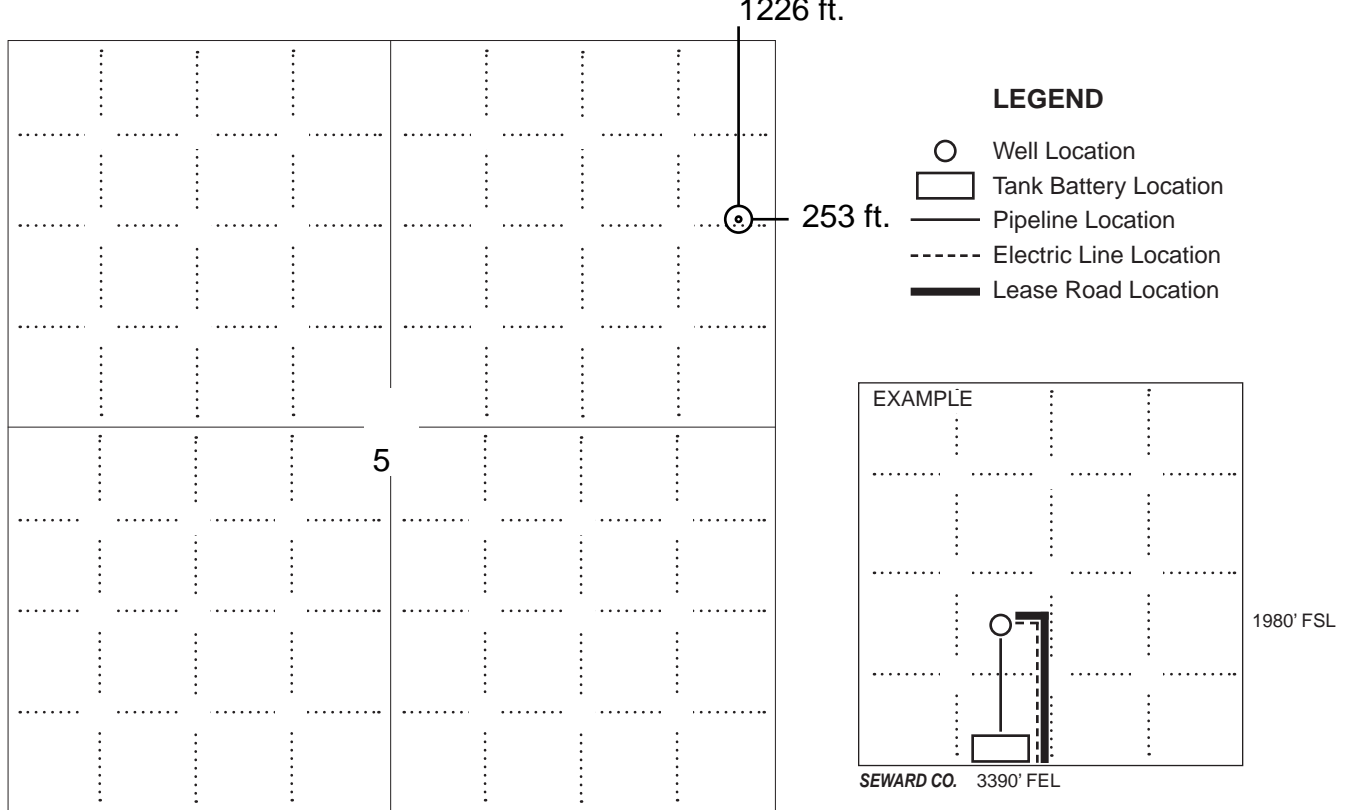 1226 ft.
253 ft.
5
LEGEND
Well Location
Tank Battery Location
Pipeline Location
Electric Line Location
Lease Road Location
EXAMPLE
1980' FSL
SEWARD CO. 3390' FEL